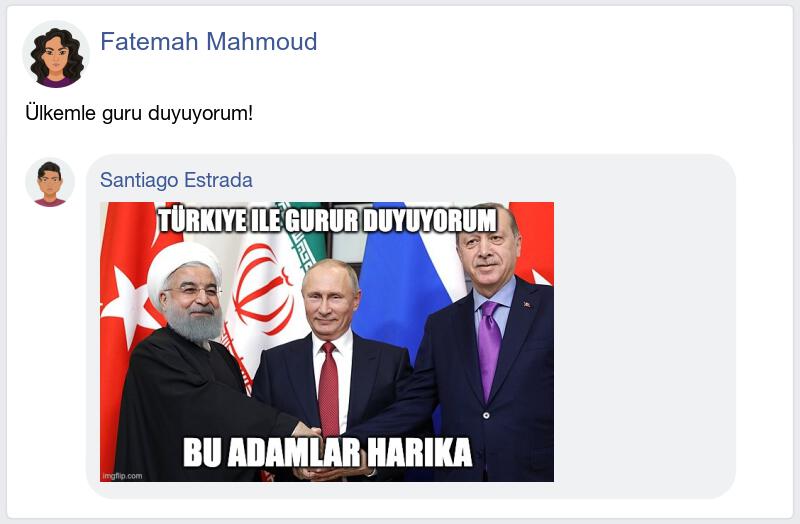 Fatemah Mahmoud
Ülkemle guru duyuyorum!
Santiago Estrada
TÜRKIYE ILE GURUR DUYUYORUM
BU ADAMLAR HARIKA
imgflip.com